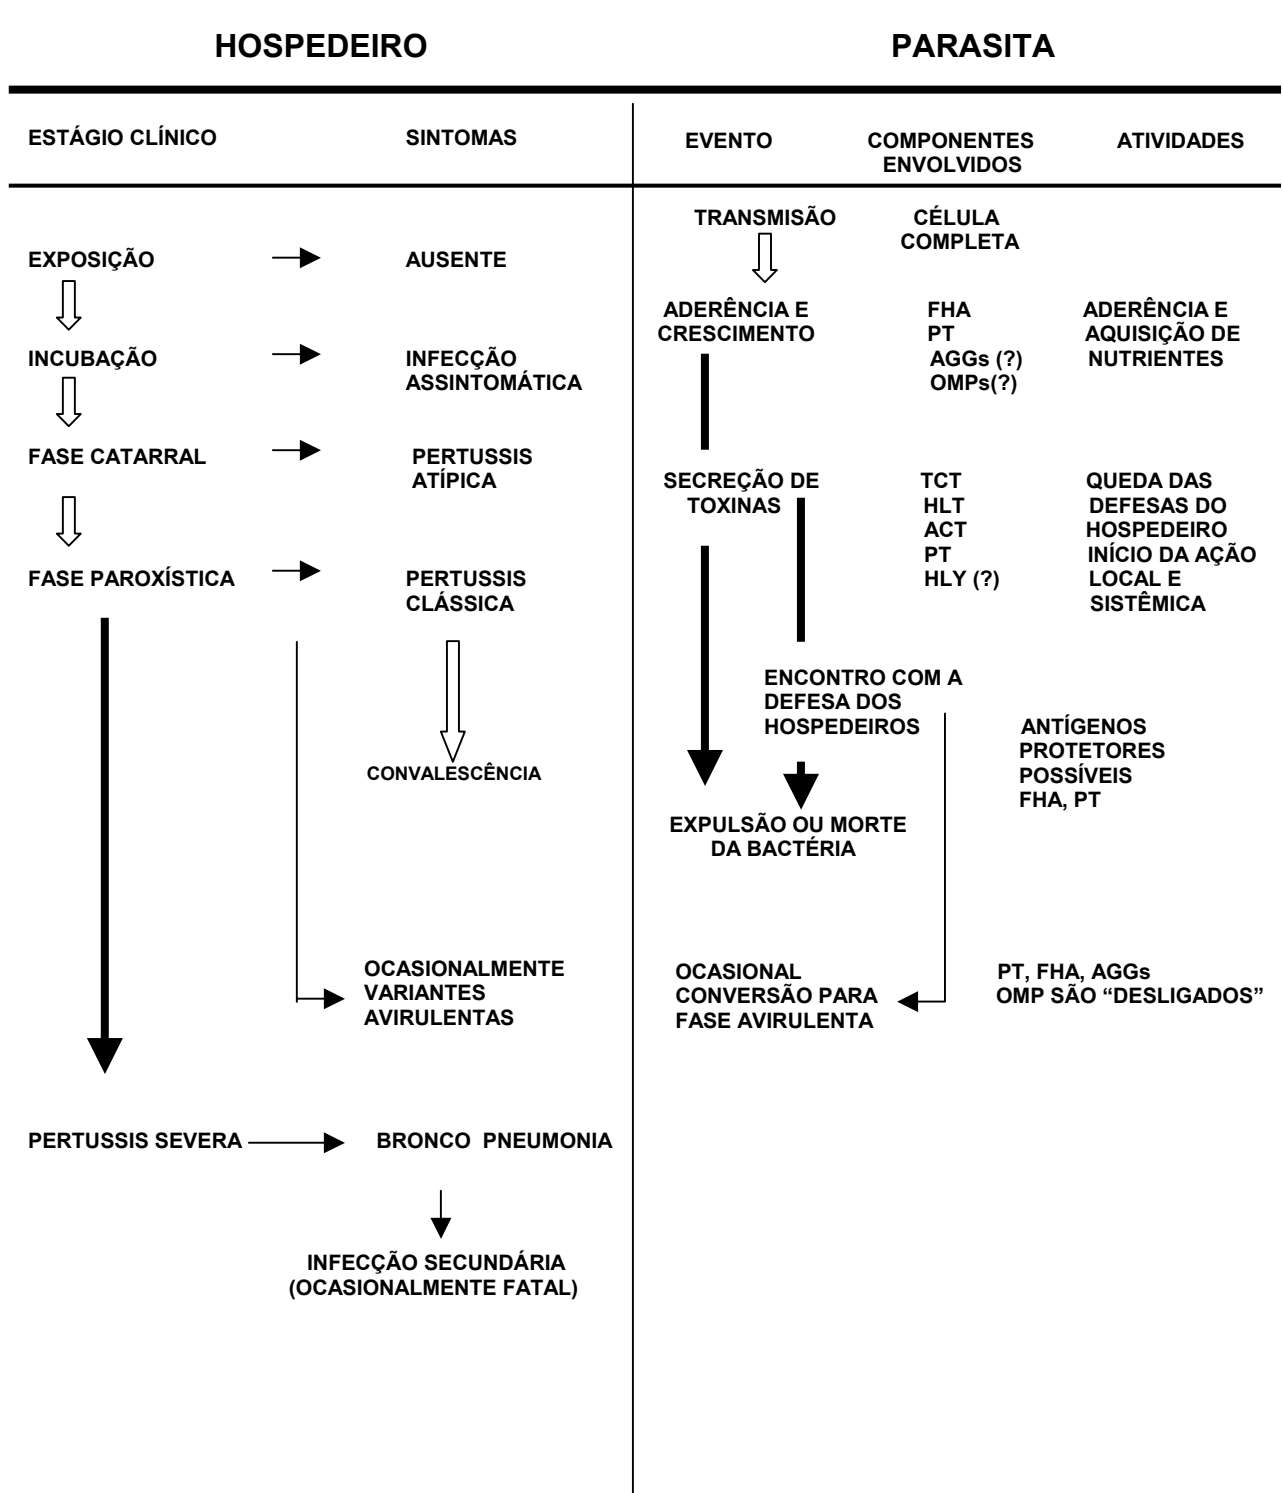 HOSPEDEIRO
PARASITA
ESTÁGIO CLÍNICO
SINTOMAS
EVENTO
COMPONENTES
ENVOLVIDOS
ATIVIDADES
EXPOSIÇÃO
AUSENTE
INCUBAÇÃO
INFECÇÃO
ASSINTOMÁTICA
FASE CATARRAL
PERTUSSIS
ATÍPICA
FASE PAROXÍSTICA
PERTUSSIS
CLÁSSICA
CONVALESCÊNCIA
OCASIONALMENTE
VARIANTES
AVIRULENTAS
PERTUSSIS SEVERA
BRONCO PNEUMONIA
INFECÇÃO SECUNDÁRIA
(OCASIONALMENTE FATAL)
TRANSMISÃO
CÉLULA
COMPLETA
ADERÊNCIA E
CRESCIMENTO
FHA
PT
AGGs (?)
OMPs(?)
ADERÊNCIA E
AQUISIÇÃO DE
NUTRIENTES
SECREÇÃO DE
TOXINAS
TCT
HLT
ACT
PT
HLY (?)
QUEDA DAS
DEFESAS DO
HOSPEDEIRO
INÍCIO DA AÇÃO
LOCAL E
SISTÊMICA
ENCONTRO COM A
DEFESA DOS
HOSPEDEIROS
ANTÍGENOS
PROTETORES
POSSÍVEIS
FHA, PT
EXPULSÃO OU MORTE
DA BACTÉRIA
OCASIONAL
CONVERSÃO PARA
FASE AVIRULENTA
PT, FHA, AGGs
OMP SÃO “DESLIGADOS”